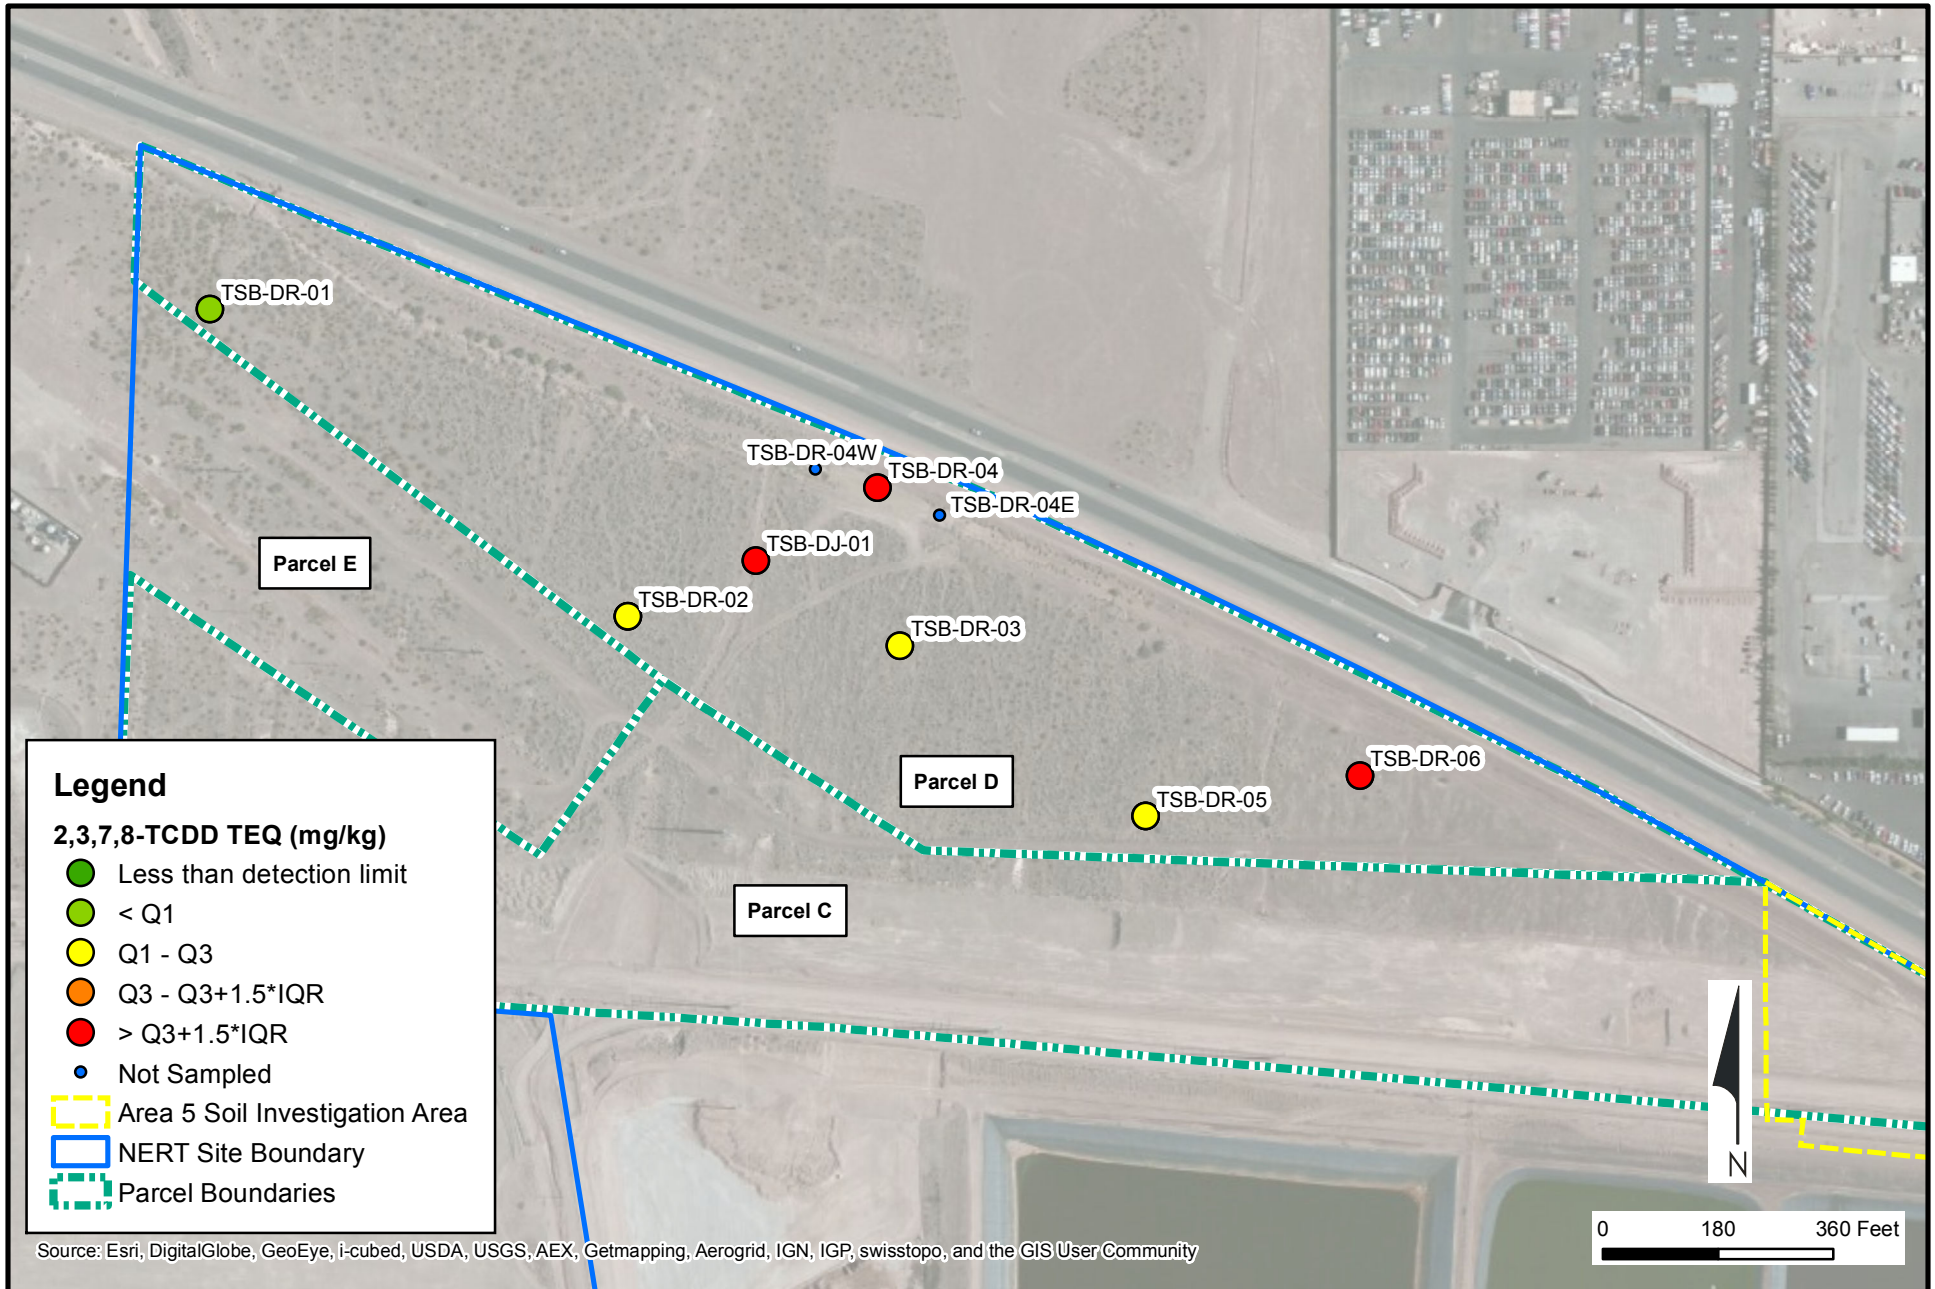 TSB-DR-01
TSB-DR-04W
TSB-DR-04
TSB-DR-04E
TSB-DJ-01
Parcel E
TSB-DR-02
TSB-DR-03
TSB-DR-06
Parcel D
TSB-DR-05
Parcel C
Legend
2,3,7,8-TCDD TEQ (mg/kg)
Less than detection limit
< Q1
Q1 - Q3
Q3 - Q3+1.5*IQR
> Q3+1.5*IQR
Not Sampled
Area 5 Soil Investigation Area
NERT Site Boundary
Parcel Boundaries
N
0 180 360 Feet
Source: Esri, DigitalGlobe, GeoEye, i-cubed, USDA, USGS, AEX, Getmapping, Aerogrid, IGN, IGP, swisstopo, and the GIS User Community